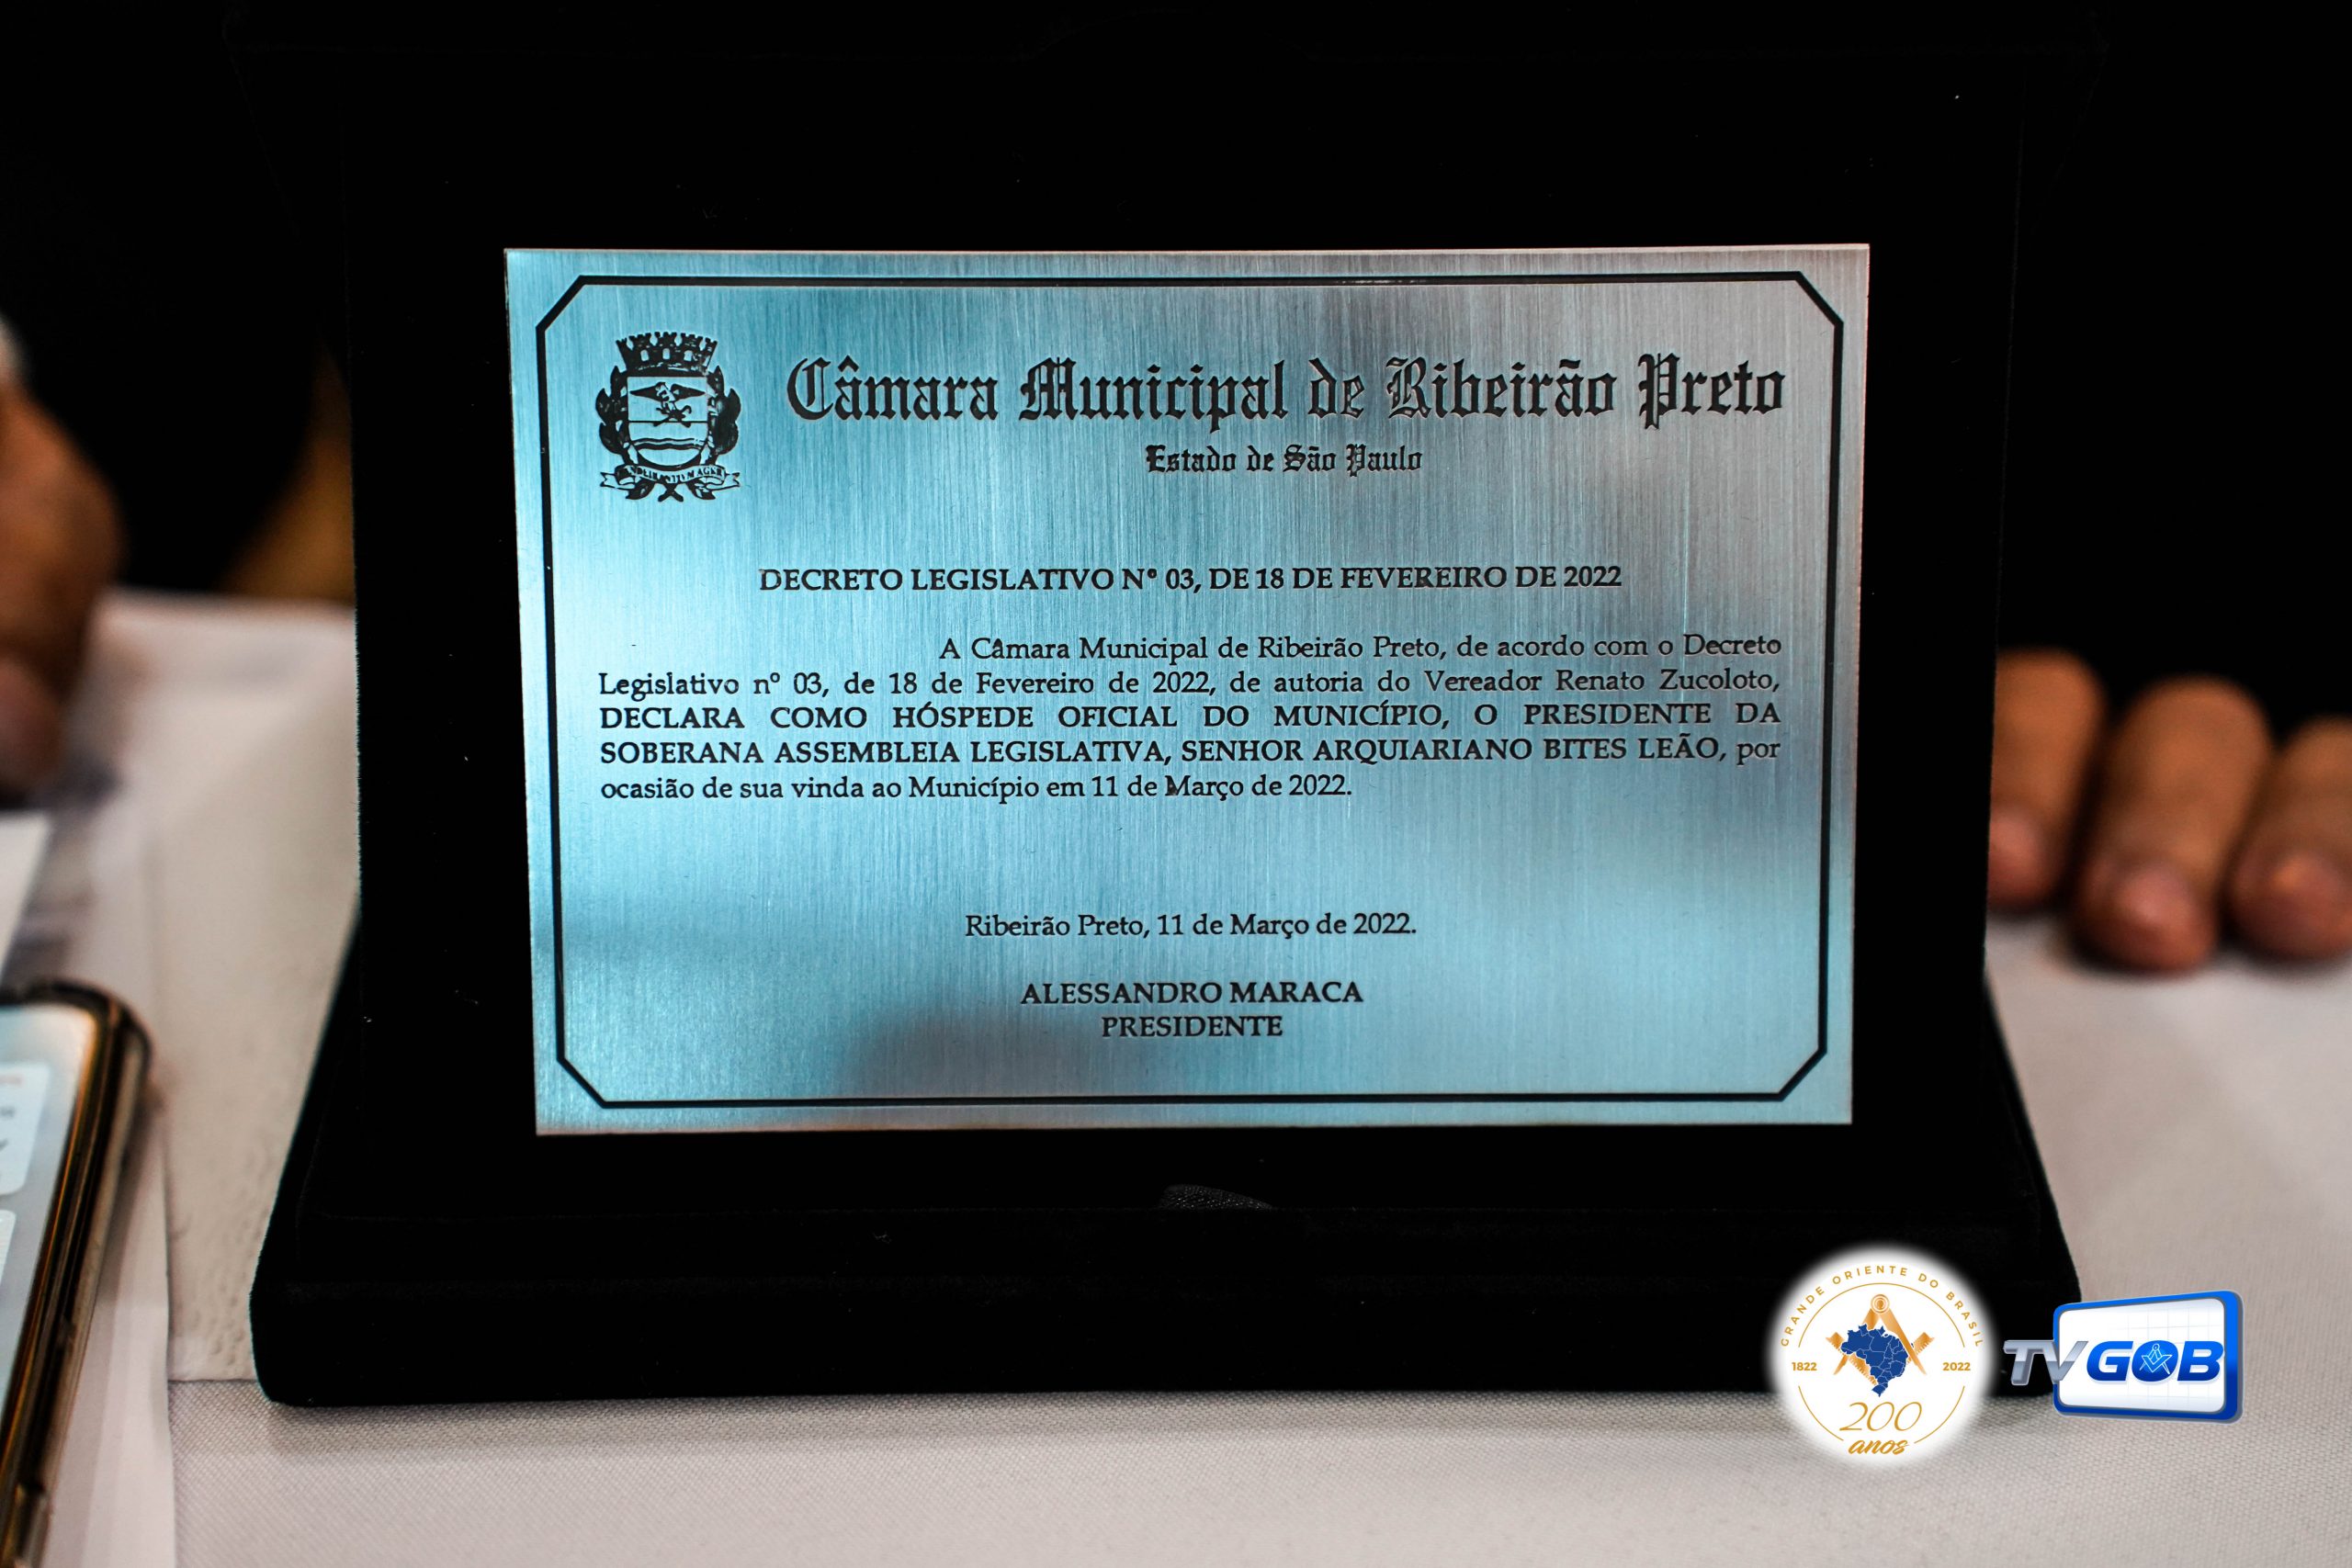 Câmara Municipal de Ribeirão Preto
Estado de São Paulo
DECRETO LEGISLATIVO Nº 03, DE 18 DE FEVEREIRO DE 2022
A Câmara Municipal de Ribeirão Preto, de acordo com o Decreto
Legislativo nº 03, de 18 de Fevereiro de 2022, de autoria do Vereador Renato Zucoloto,
DECLARA COMO HÓSPEDE OFICIAL DO MUNICÍPIO, O PRESIDENTE DA
SOBERANA ASSEMBLEIA LEGISLATIVA, SENHOR ARQUIARIANO BITES LEÃO, por
ocasião de sua vinda ao Município em 11 de Março de 2022.
Ribeirão Preto, 11 de Março de 2022.
ALESSANDRO MARACA
PRESIDENTE
GRANDE ORIENTE DO BRASIL
1822 2022
200
anos
TV GOB